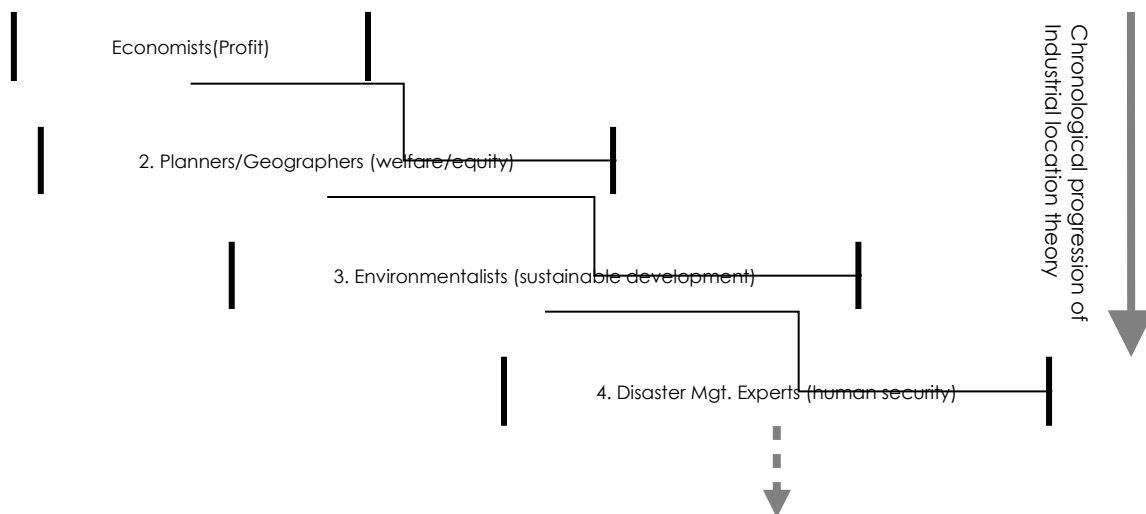 Economists(Profit)
2. Planners/Geographers (welfare/equity)
3. Environmentalists (sustainable development)
4. Disaster Mgt. Experts (human security)
Chronological progression of
Industrial location theory